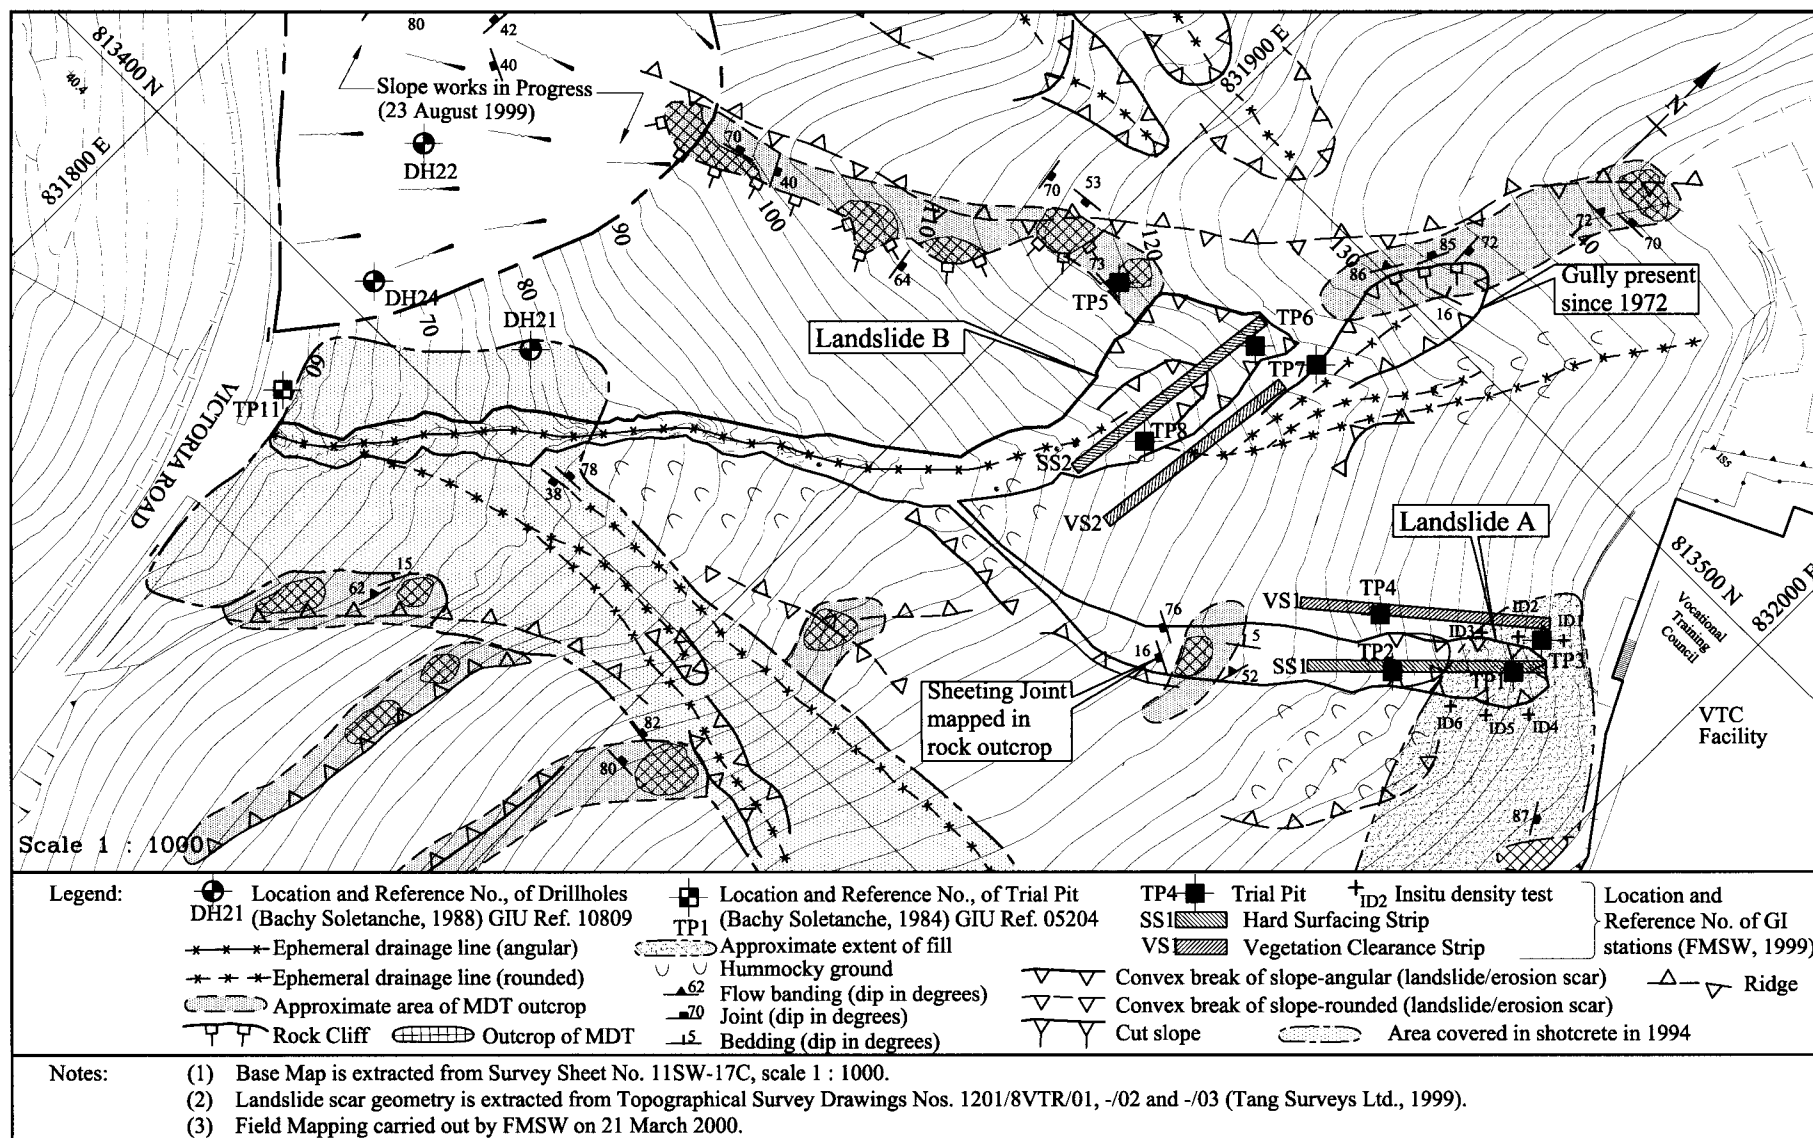 80
42
40
813400 N
40.4
Slope works in Progress
(23 August 1999)
831900 E
N
DH22
831800 E
70
40
100
110
90
70
53
64
73
120
TP5
130
86
85
72
72
140
70
16
Gully present
since 1972
DH24
80
70
DH21
60
TP11
VICTORIA ROAD
Landslide B
TP6
TP7
TP8
SS2
VS2
78
38
15
62
Landslide A
155
813500 N
832000 E
Vocational
Training
Council
VTC
Facility
VS1
TP4
ID2
ID1
ID3
TP3
SS1
TP2
TP1
ID6
ID5
ID4
76
16
5
52
Sheeting Joint
mapped in
rock outcrop
82
80
87
Scale 1 : 1000
Legend:
DH21
Location and Reference No., of Drillholes
(Bachy Soletanche, 1988) GIU Ref. 10809
Ephemeral drainage line (angular)
Ephemeral drainage line (rounded)
Approximate area of MDT outcrop
Rock Cliff
Outcrop of MDT
TP1
Location and Reference No., of Trial Pit
(Bachy Soletanche, 1984) GIU Ref. 05204
Approximate extent of fill
Hummocky ground
62 Flow banding (dip in degrees)
70 Joint (dip in degrees)
5 Bedding (dip in degrees)
TP4 Trial Pit
ID2 Insitu density test
SS1 Hard Surfacing Strip
VS1 Vegetation Clearance Strip
Location and
Reference No. of GI
stations (FMSW, 1999)
Convex break of slope-angular (landslide/erosion scar)
Ridge
Convex break of slope-rounded (landslide/erosion scar)
Cut slope
Area covered in shotcrete in 1994
Notes:
(1) Base Map is extracted from Survey Sheet No. 11SW-17C, scale 1 : 1000.
(2) Landslide scar geometry is extracted from Topographical Survey Drawings Nos. 1201/8VTR/01, -/02 and -/03 (Tang Surveys Ltd., 1999).
(3) Field Mapping carried out by FMSW on 21 March 2000.